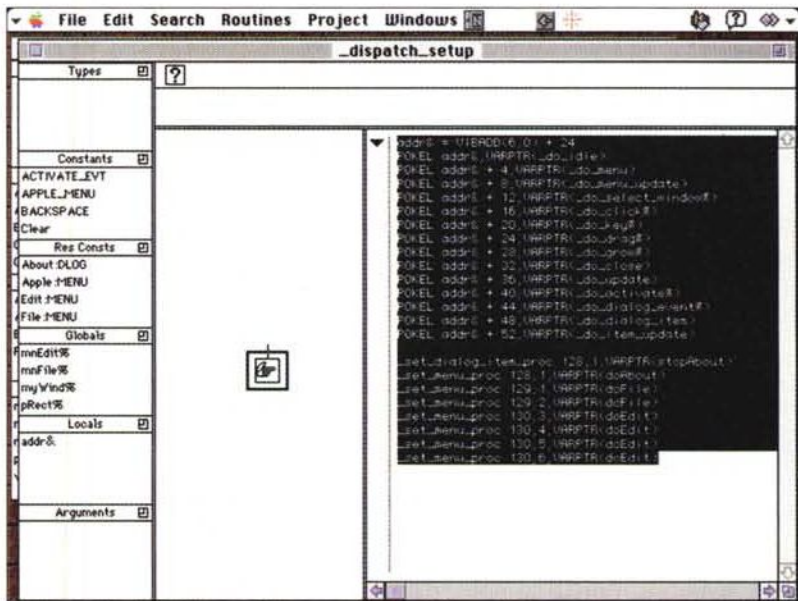 File Edit Search Routines Project Windows
_dispatch_setup
Types
?
Constants
ACTIVATE_EVT
APPLE_MENU
BACKSPACE
Clear
Res Consts
About :DLOG
Apple :MENU
Edit :MENU
File :MENU
Globals
mnEdit%
mnFile%
myWind%
pRect%
Locals
addr&
Arguments
addr& = VIBADD(6,0) + 24
POKEL addr&,VARPTR(_do_idle)
POKEL addr& + 4,VARPTR(_do_menu)
POKEL addr& + 8,VARPTR(_do_menu_update)
POKEL addr& + 12,VARPTR(_do_select_window%)
POKEL addr& + 16,VARPTR(_do_click%)
POKEL addr& + 20,VARPTR(_do_key%)
POKEL addr& + 24,VARPTR(_do_drag%)
POKEL addr& + 28,VARPTR(_do_grow%)
POKEL addr& + 32,VARPTR(_do_close)
POKEL addr& + 36,VARPTR(_do_update)
POKEL addr& + 40,VARPTR(_do_activate%)
POKEL addr& + 44,VARPTR(_do_dialog_event%)
POKEL addr& + 48,VARPTR(_do_dialog_item)
POKEL addr& + 52,VARPTR(_do_item_update)
_set_dialog_item_proc 128,1,VARPTR(stopAbout)
_set_menu_proc 128,1,VARPTR(doAbout)
_set_menu_proc 129,1,VARPTR(doFile)
_set_menu_proc 129,2,VARPTR(doFile)
_set_menu_proc 130,3,VARPTR(doEdit)
_set_menu_proc 130,4,VARPTR(doEdit)
_set_menu_proc 130,5,VARPTR(doEdit)
_set_menu_proc 130,6,VARPTR(doEdit)